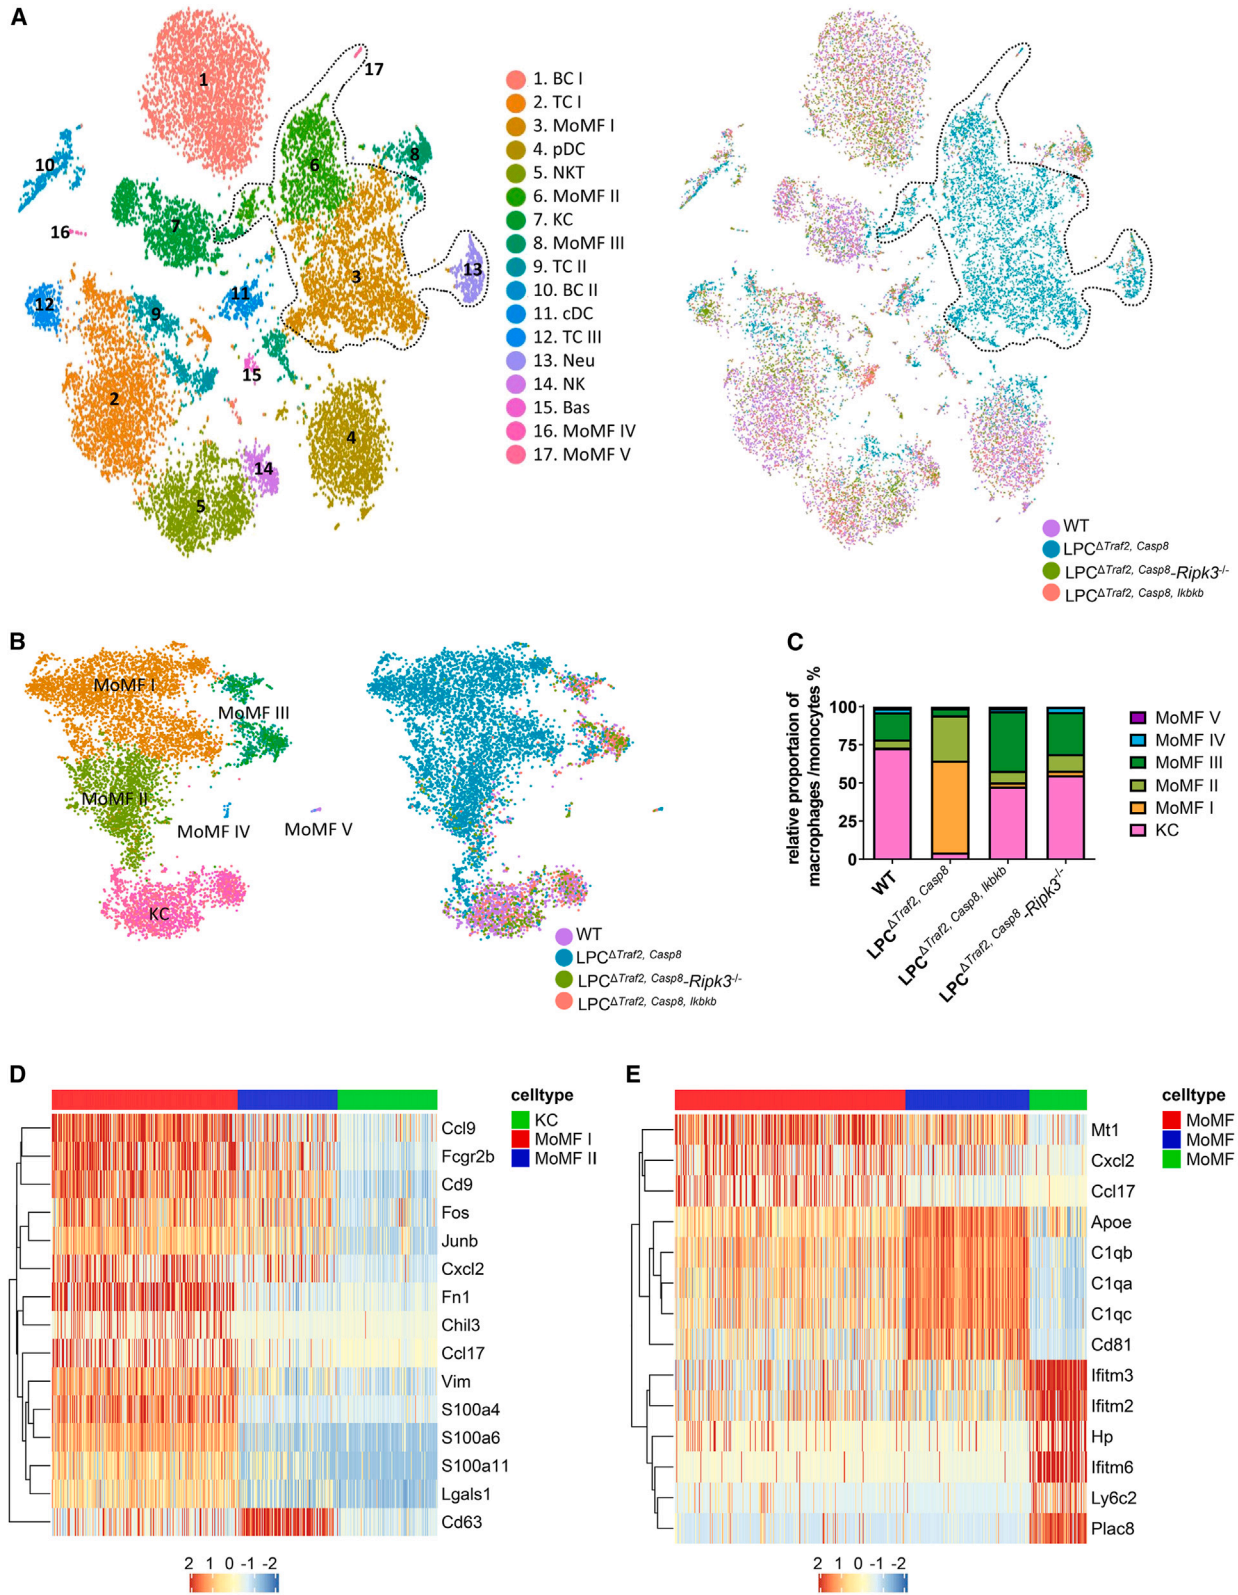 A
1
17
10
6
8
7
16
3
13
12
9
11
15
2
4
14
5
1. BC I
2. TC I
3. MoMF I
4. pDC
5. NKT
6. MoMF II
7. KC
8. MoMF III
9. TC II
10. BC II
11. cDC
12. TC III
13. Neu
14. NK
15. Bas
16. MoMF IV
17. MoMF V
WT
LPCΔTraf2, Casp8
LPCΔTraf2, Casp8-Ripk3-/-
LPCΔTraf2, Casp8, Ikbkb
B
MoMF I
MoMF III
MoMF II
MoMF IV
MoMF V
KC
WT
LPCΔTraf2, Casp8
LPCΔTraf2, Casp8-Ripk3-/-
LPCΔTraf2, Casp8, Ikbkb
C
relative proportaion of
macrophages /monocytes %
100
75
50
25
0
WT
LPCΔTraf2, Casp8
LPCΔTraf2, Casp8, Ikbkb
LPCΔTraf2, Casp8-Ripk3-/-
MoMF V
MoMF IV
MoMF III
MoMF II
MoMF I
KC
D
Ccl9
Fcgr2b
Cd9
Fos
Junb
Cxcl2
Fn1
Chil3
Ccl17
Vim
S100a4
S100a6
S100a11
Lgals1
Cd63
celltype
KC
MoMF I
MoMF II
2 1 0 -1 -2
E
Mt1
Cxcl2
Ccl17
Apoe
C1qb
C1qa
C1qc
Cd81
Ifitm3
Ifitm2
Hp
Ifitm6
Ly6c2
Plac8
celltype
MoMF
MoMF
MoMF
2 1 0 -1 -2